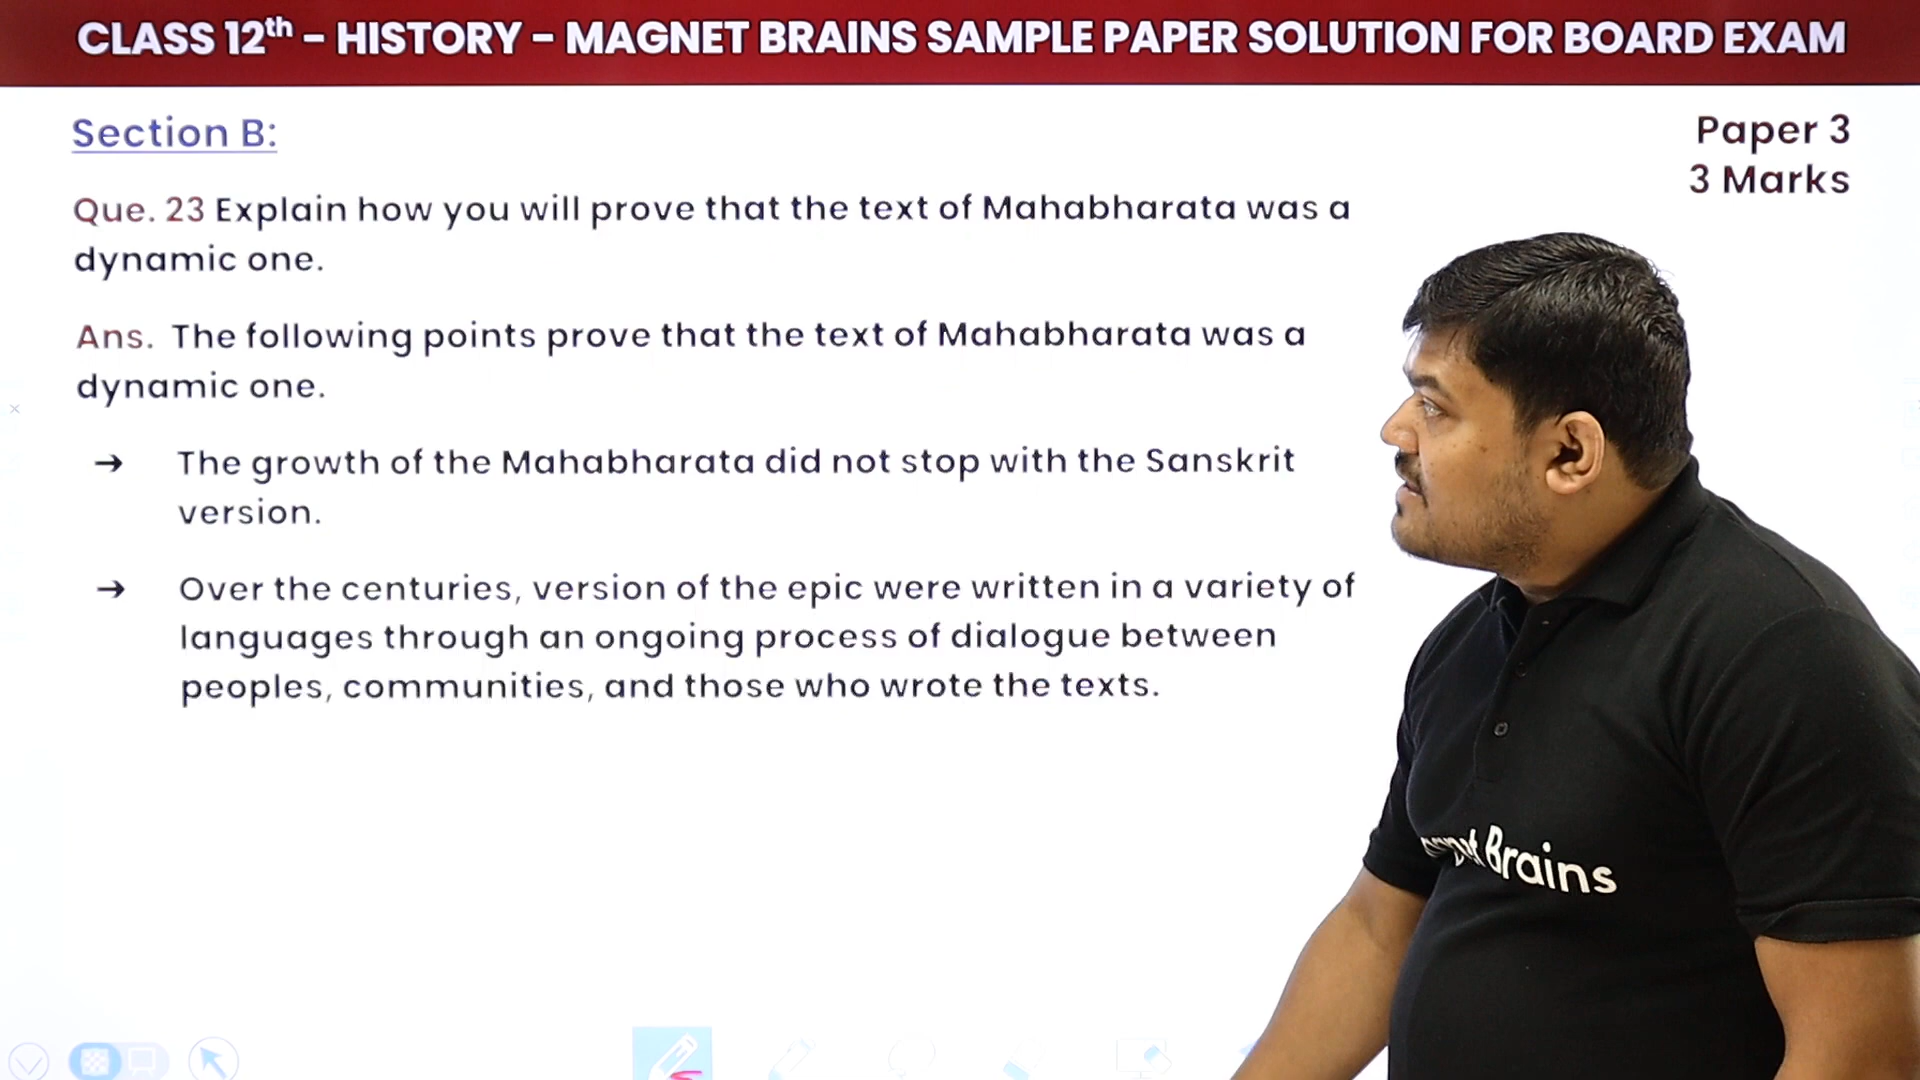 CLASS 12th - HISTORY - MAGNET BRAINS SAMPLE PAPER SOLUTION FOR BOARD EXAM
Section B:
Paper 3
3 Marks
Que. 23 Explain how you will prove that the text of Mahabharata was a
dynamic one.
Ans. The following points prove that the text of Mahabharata was a
dynamic one.
→ The growth of the Mahabharata did not stop with the Sanskrit
version.
→ Over the centuries, version of the epic were written in a variety of
languages through an ongoing process of dialogue between
peoples, communities, and those who wrote the texts.
Brains